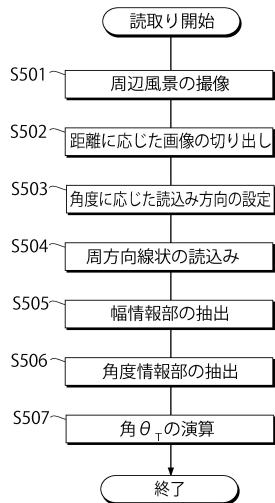 読取り開始
S501
周辺風景の撮像
S502
距離に応じた画像の切り出し
S503
角度に応じた読込み方向の設定
S504
周方向線状の読込み
S505
幅情報部の抽出
S506
角度情報部の抽出
S507
角θTの演算
終了